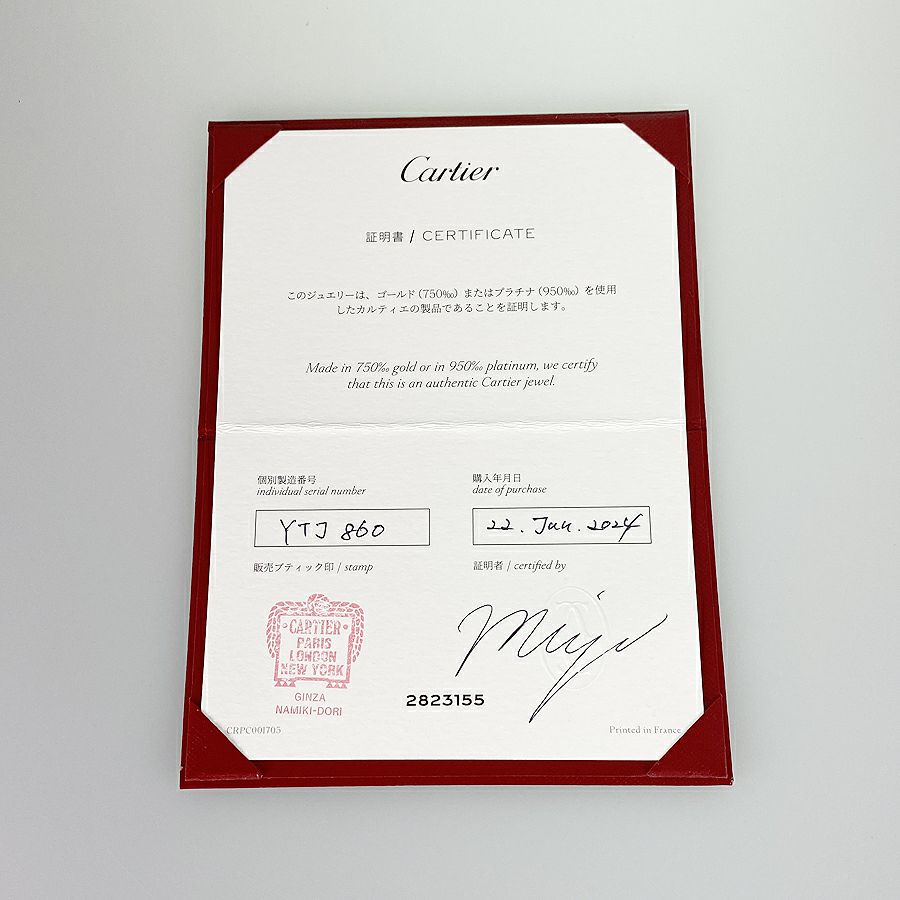 Cartier
証明書 / CERTIFICATE
このジュエリーは、ゴールド（750‰）またはプラチナ（950‰）を使用
したカルティエの製品であることを証明します。
Made in 750‰ gold or in 950‰ platinum, we certify
that this is an authentic Cartier jewel.
個別製造番号
individual serial number
購入年月日
date of purchase
YTJ 860
22. Jun. 2024
販売ブティック印 / stamp
証明者 / certified by
CARTIER
PARIS
LONDON
NEW YORK
GINZA
NAMIKI-DORI
2823155
CRPC001705
Printed in France